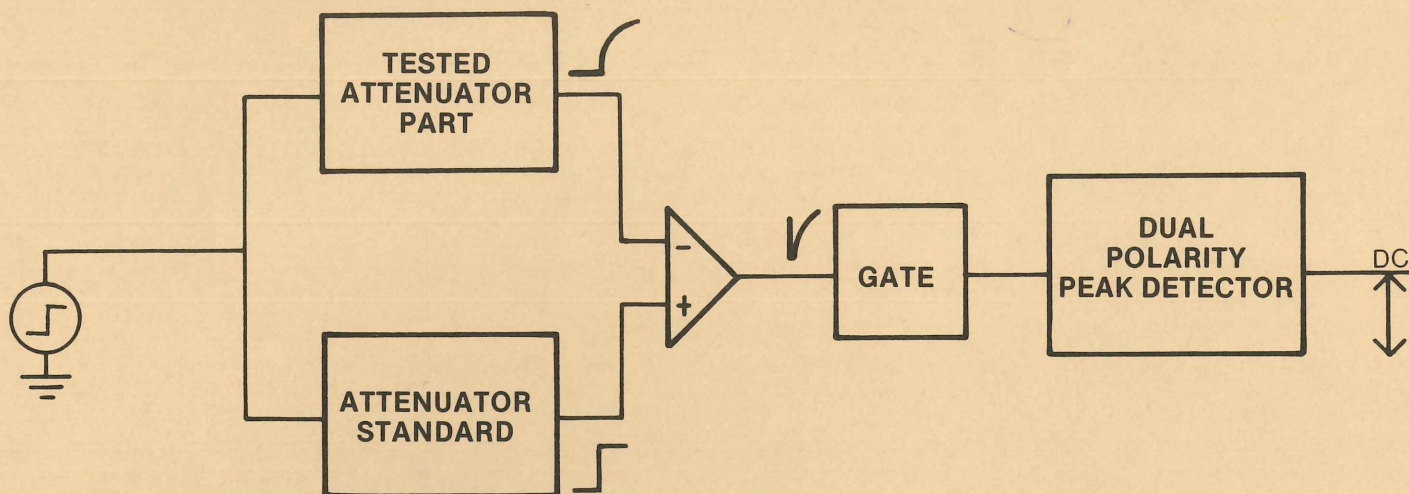 TESTED
ATTENUATOR
PART
ATTENUATOR
STANDARD
−
+
GATE
DUAL
POLARITY
PEAK DETECTOR
DC